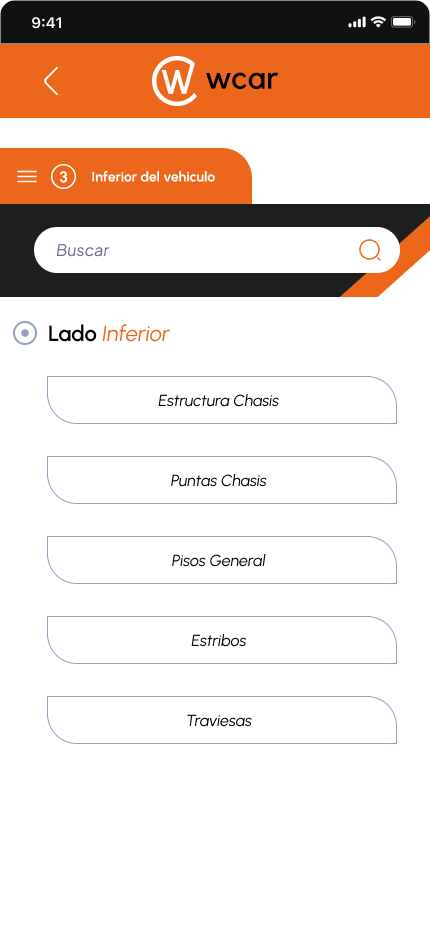 9:41
W wcar
3 Inferior del vehiculo
Buscar
Lado Inferior
Estructura Chasis
Puntas Chasis
Pisos General
Estribos
Traviesas